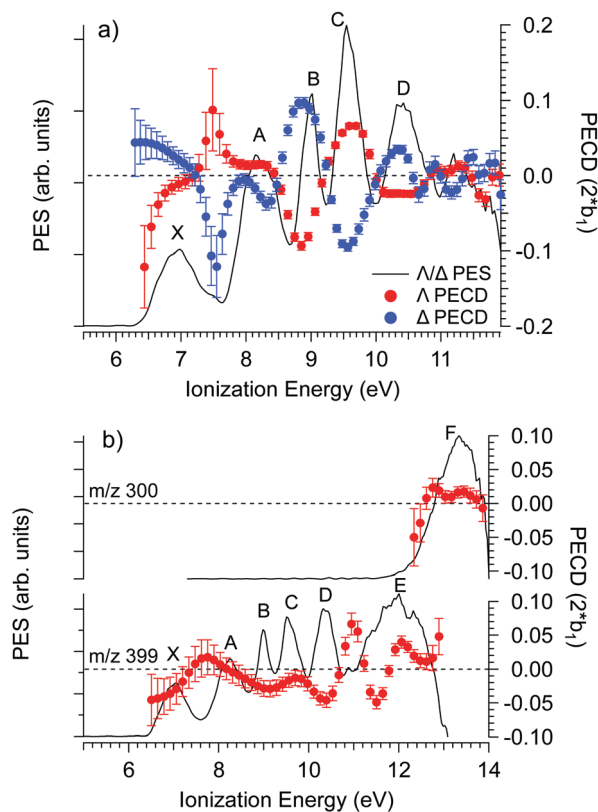 a)
C
B
D
A
X
0.2
0.1
0.0
-0.1
-0.2
PES (arb. units)
PECD (2*b₁)
Λ/Δ PES
Λ PECD
Δ PECD
6 7 8 9 10 11
Ionization Energy (eV)
b)
F
m/z 300
0.10
0.05
0.00
-0.05
-0.10
E
D
C
B
A
X
m/z 399
0.10
0.05
0.00
-0.05
-0.10
PES (arb. units)
PECD (2*b₁)
6 8 10 12 14
Ionization Energy (eV)